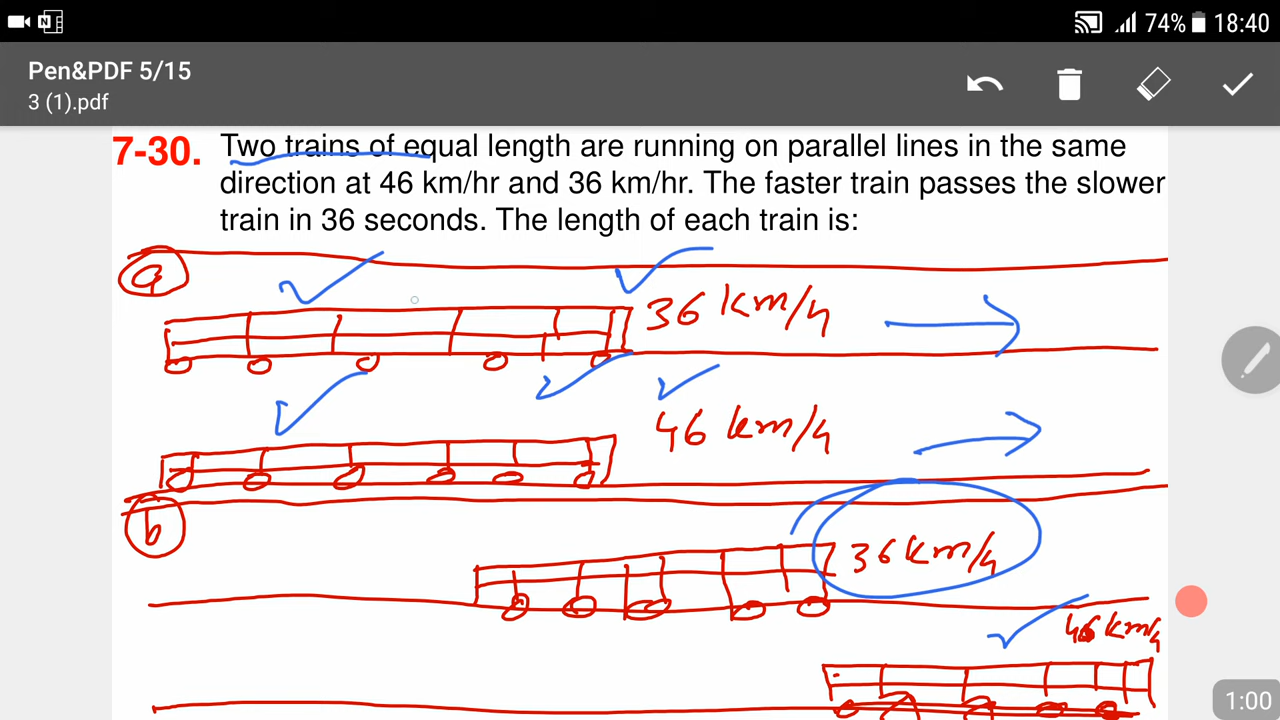 N
74% 18:40
Pen&PDF 5/15
3 (1).pdf
7-30. Two trains of equal length are running on parallel lines in the same
direction at 46 km/hr and 36 km/hr. The faster train passes the slower
train in 36 seconds. The length of each train is:
a
36 km/h
46 km/h
b
36 km/h
46 km/h
1:00